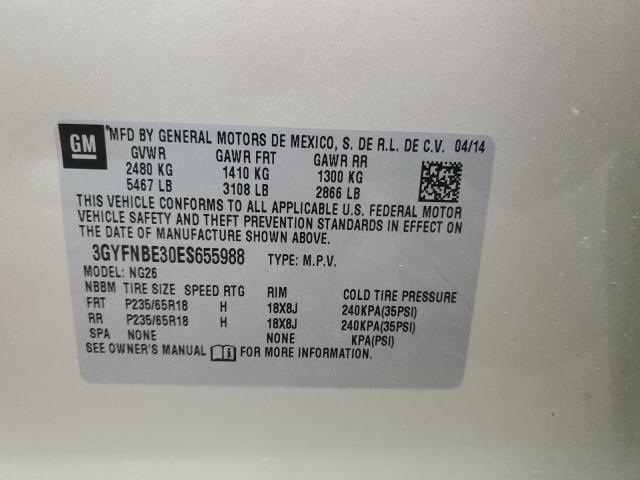 GM MFD BY GENERAL MOTORS DE MEXICO, S. DE R.L. DE C.V. 04/14
GVWR GAWR FRT GAWR RR
2480 KG 1410 KG 1300 KG
5467 LB 3108 LB 2866 LB
THIS VEHICLE CONFORMS TO ALL APPLICABLE U.S. FEDERAL MOTOR
VEHICLE SAFETY AND THEFT PREVENTION STANDARDS IN EFFECT ON
THE DATE OF MANUFACTURE SHOWN ABOVE.
3GYFNBE30ES655988 TYPE: M.P.V.
MODEL: NG26
NBBM TIRE SIZE SPEED RTG RIM COLD TIRE PRESSURE
FRT P235/65R18 H 18X8J 240KPA(35PSI)
RR P235/65R18 H 18X8J 240KPA(35PSI)
SPA NONE NONE KPA(PSI)
SEE OWNER'S MANUAL FOR MORE INFORMATION.